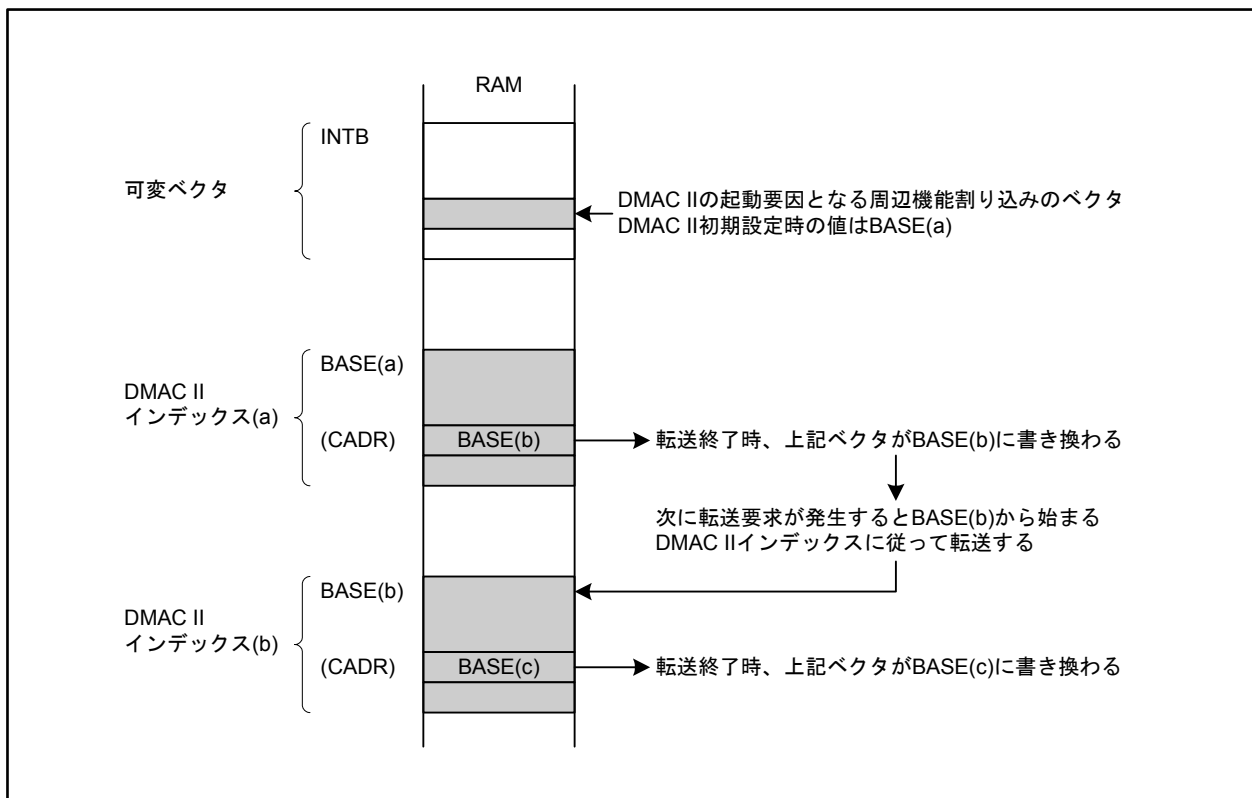 RAM
INTB
可変ベクタ
DMAC IIの起動要因となる周辺機能割り込みのベクタ
DMAC II初期設定時の値はBASE(a)
BASE(a)
DMAC II
インデックス(a)
(CADR)
BASE(b)
転送終了時、上記ベクタがBASE(b)に書き換わる
次に転送要求が発生するとBASE(b)から始まる
DMAC IIインデックスに従って転送する
BASE(b)
DMAC II
インデックス(b)
(CADR)
BASE(c)
転送終了時、上記ベクタがBASE(c)に書き換わる